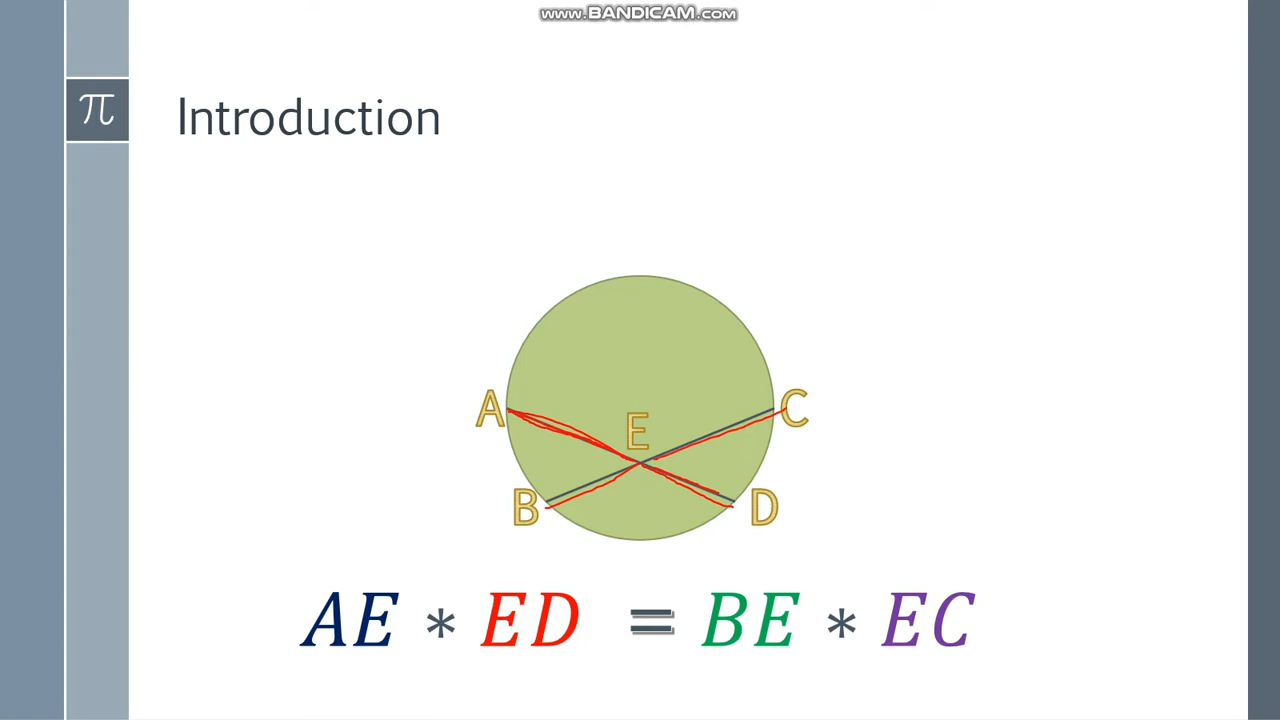 www.BANDICAM.com
π
Introduction
A
E
C
B
D
AE * ED = BE * EC